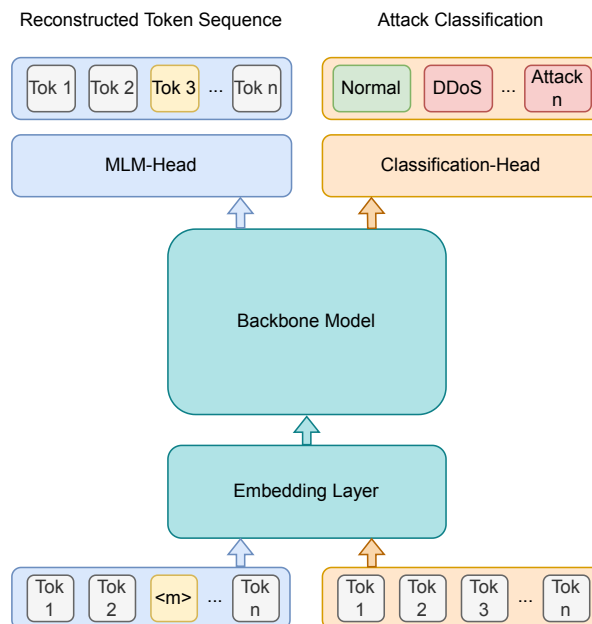 Reconstructed Token Sequence
Attack Classification
Tok 1 Tok 2 Tok 3 ... Tok n
Normal DDoS ... Attack
n
MLM-Head
Classification-Head
Backbone Model
Embedding Layer
Tok
1
Tok
2
<m>
...
Tok
n
Tok
1
Tok
2
Tok
3
...
Tok
n